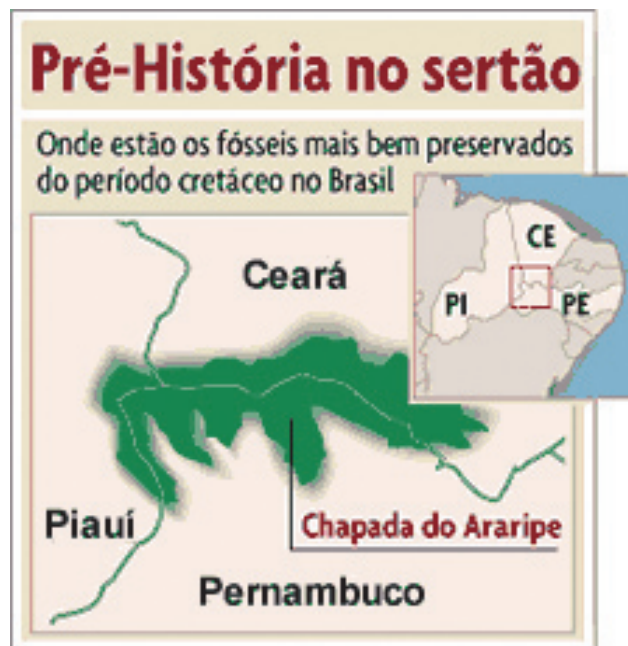 Pré-História no sertão
Onde estão os fósseis mais bem preservados
do período cretáceo no Brasil
CE
PI
PE
Ceará
Piauí
Chapada do Araripe
Pernambuco